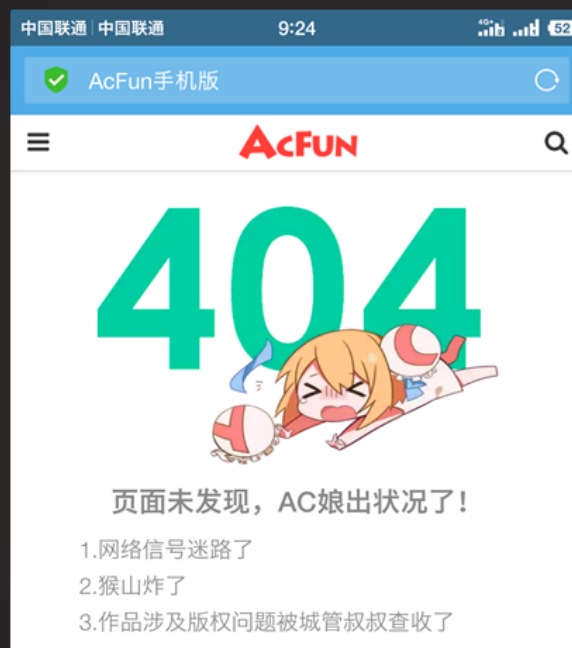 中国联通 中国联通 9:24 4G+ 52
AcFun手机版
ACFUN
404
页面未发现，AC娘出状况了！
1.网络信号迷路了
2.猴山炸了
3.作品涉及版权问题被城管叔叔查收了